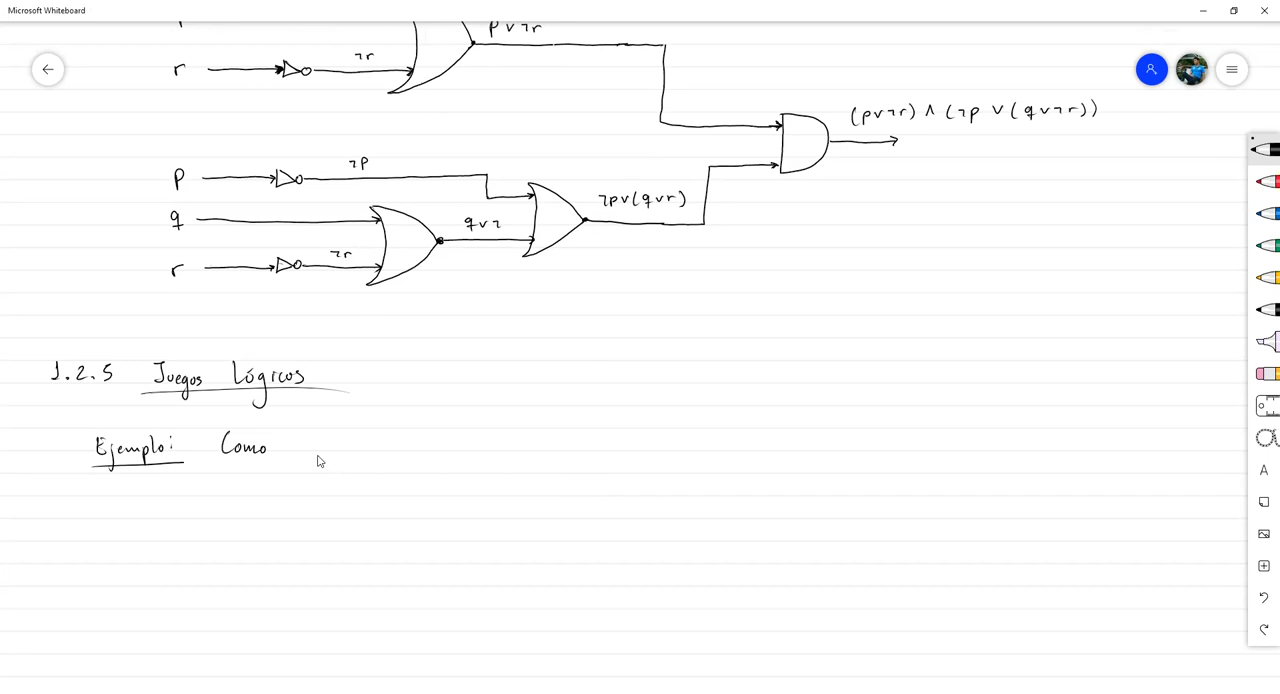 Microsoft Whiteboard
p ∨ ¬r
r ¬r
(p∨¬r) ∧ (¬p ∨ (q∨¬r))
p ¬p
¬p∨(q∨r)
q q∨¬
r ¬r
1.2.5 Juegos Lógicos
Ejemplo: Como
A